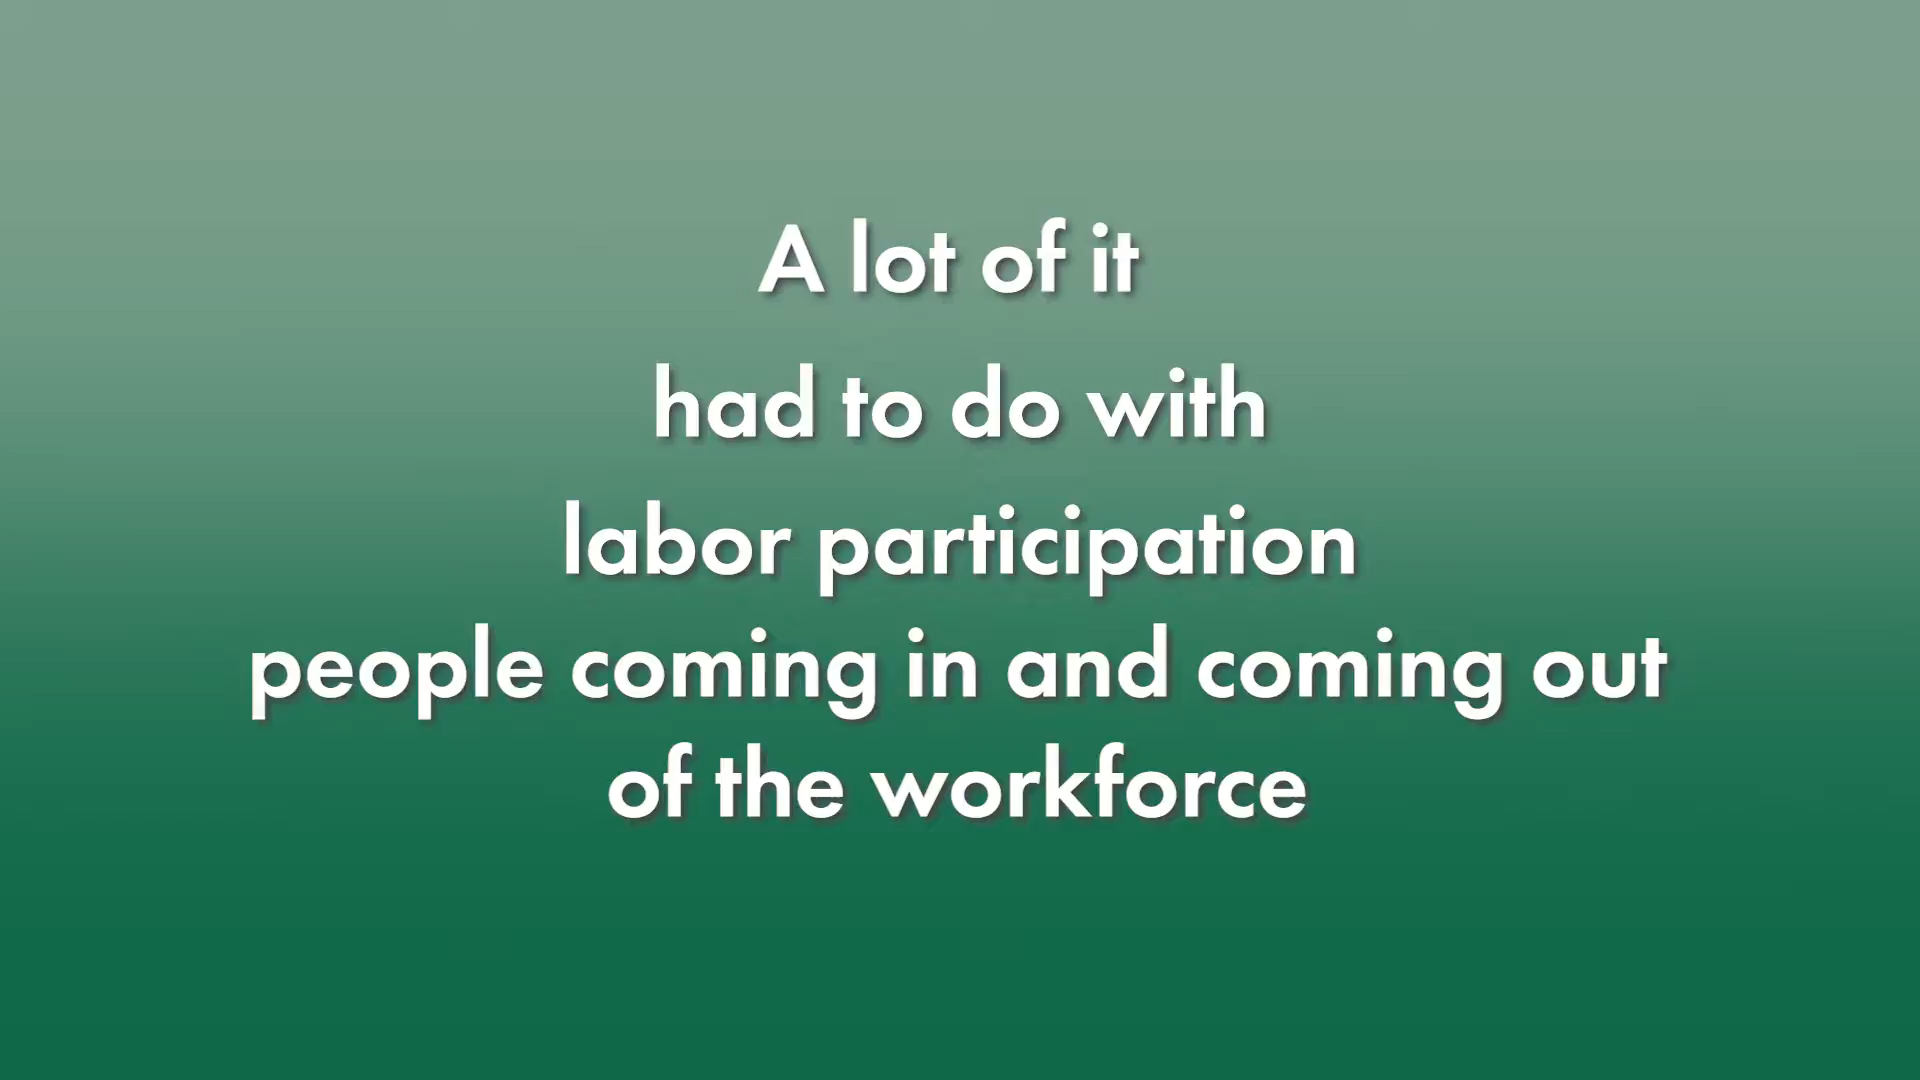 A lot of it
had to do with
labor participation
people coming in and coming out
of the workforce